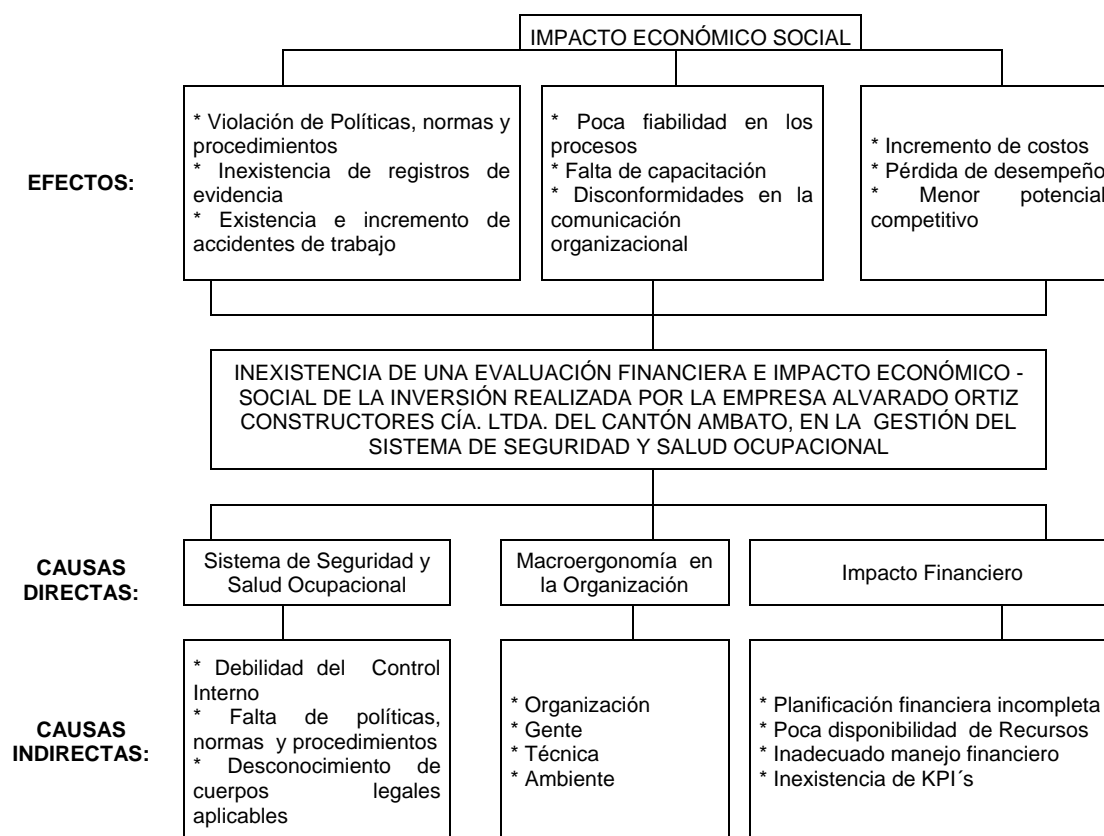 IMPACTO ECONÓMICO SOCIAL
EFECTOS:
* Violación de Políticas, normas y
procedimientos
* Inexistencia de registros de
evidencia
* Existencia e incremento de
accidentes de trabajo
* Poca fiabilidad en los
procesos
* Falta de capacitación
* Disconformidades en la
comunicación
organizacional
* Incremento de costos
* Pérdida de desempeño
* Menor potencial
competitivo
INEXISTENCIA DE UNA EVALUACIÓN FINANCIERA E IMPACTO ECONÓMICO -
SOCIAL DE LA INVERSIÓN REALIZADA POR LA EMPRESA ALVARADO ORTIZ
CONSTRUCTORES CÍA. LTDA. DEL CANTÓN AMBATO, EN LA GESTIÓN DEL
SISTEMA DE SEGURIDAD Y SALUD OCUPACIONAL
CAUSAS
DIRECTAS:
Sistema de Seguridad y
Salud Ocupacional
Macroergonomía en
la Organización
Impacto Financiero
CAUSAS
INDIRECTAS:
* Debilidad del Control
Interno
* Falta de políticas,
normas y procedimientos
* Desconocimiento de
cuerpos legales
aplicables
* Organización
* Gente
* Técnica
* Ambiente
* Planificación financiera incompleta
* Poca disponibilidad de Recursos
* Inadecuado manejo financiero
* Inexistencia de KPI´s